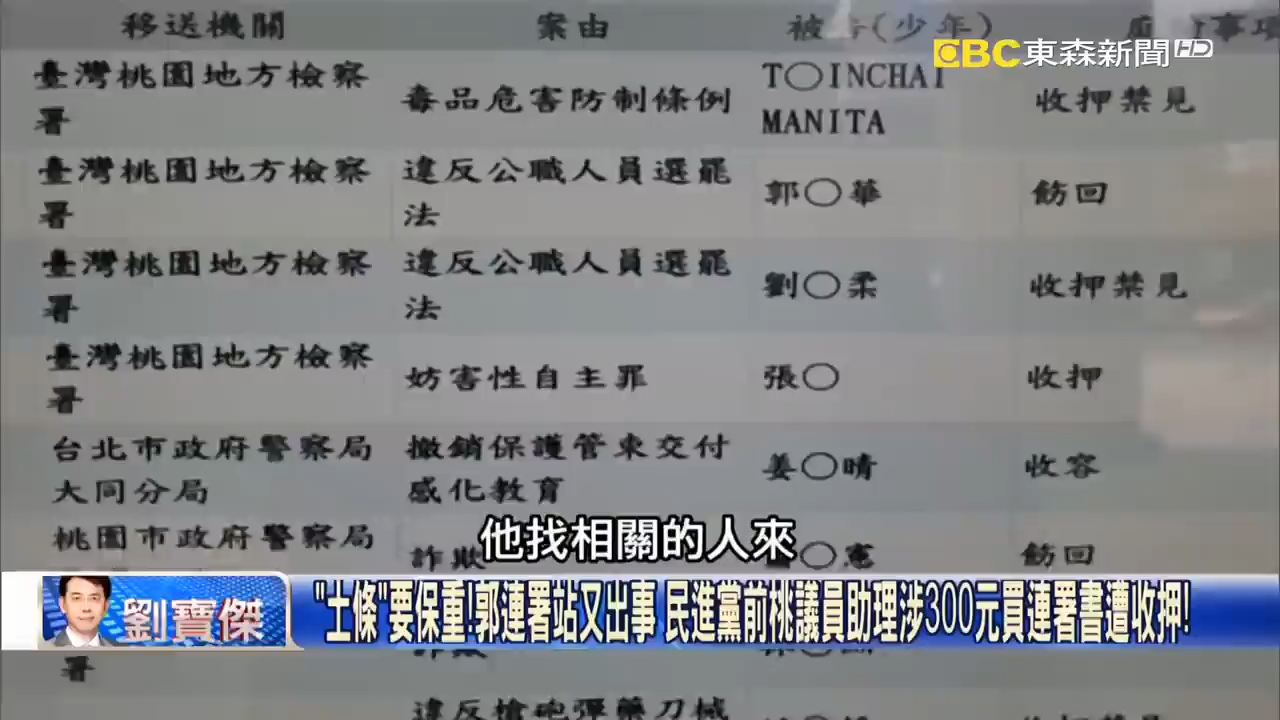 移送機關 案由 被告(少年)
EBC東森新聞HD
臺灣桃園地方檢察署 毒品危害防制條例 T○INCHAI MANITA 收押禁見
臺灣桃園地方檢察署 違反公職人員選罷法 郭○華 飭回
臺灣桃園地方檢察署 違反公職人員選罷法 劉○柔 收押禁見
臺灣桃園地方檢察署 妨害性自主罪 張○ 收押
台北市政府警察局大同分局 撤銷保護管束交付感化教育 姜○晴 收容
桃園市政府警察局 詐欺 ○憲 飭回
他找相關的人來
劉寶傑
"土條"要保重!郭連署站又出事 民進黨前桃議員助理涉300元買連署書遭收押!
署
違反槍砲彈藥刀械